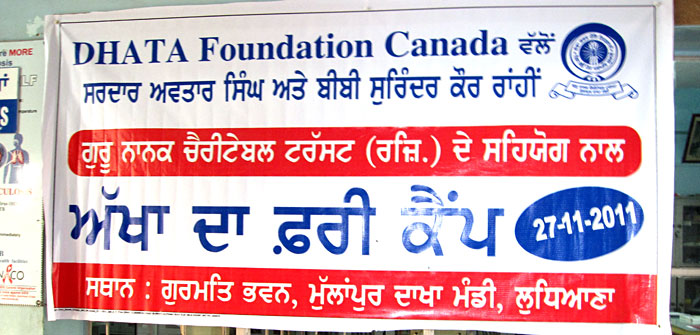 DHATA Foundation Canada ਵੱਲੋਂ
ਸਰਦਾਰ ਅਵਤਾਰ ਸਿੰਘ ਅਤੇ ਬੀਬੀ ਸੁਰਿੰਦਰ ਕੌਰ ਰਾਂਹੀਂ
ਗੁਰੂ ਨਾਨਕ ਚੈਰੀਟੇਬਲ ਟਰੱਸਟ (ਰਜ਼ਿ.) ਦੇ ਸਹਿਯੋਗ ਨਾਲ
ਅੱਖਾ ਦਾ ਫ਼ਰੀ ਕੈਂਪ 27-11-2011
ਸਥਾਨ : ਗੁਰਮਤਿ ਭਵਨ, ਮੁੱਲਾਂਪੁਰ ਦਾਖਾ ਮੰਡੀ, ਲੁਧਿਆਣਾ
MORE